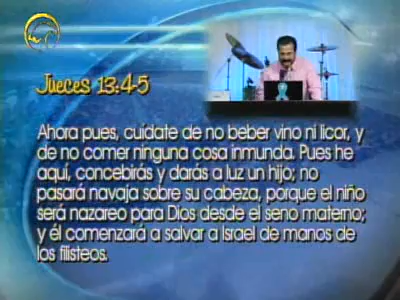 Jueces 13:4-5
Ahora pues, cuídate de no beber vino ni licor, y
de no comer ninguna cosa inmunda. Pues he
aquí, concebirás y darás a luz un hijo; no
pasará navaja sobre su cabeza, porque el niño
será nazareo para Dios desde el seno materno;
y él comenzará a salvar a Israel de manos de
los filisteos.